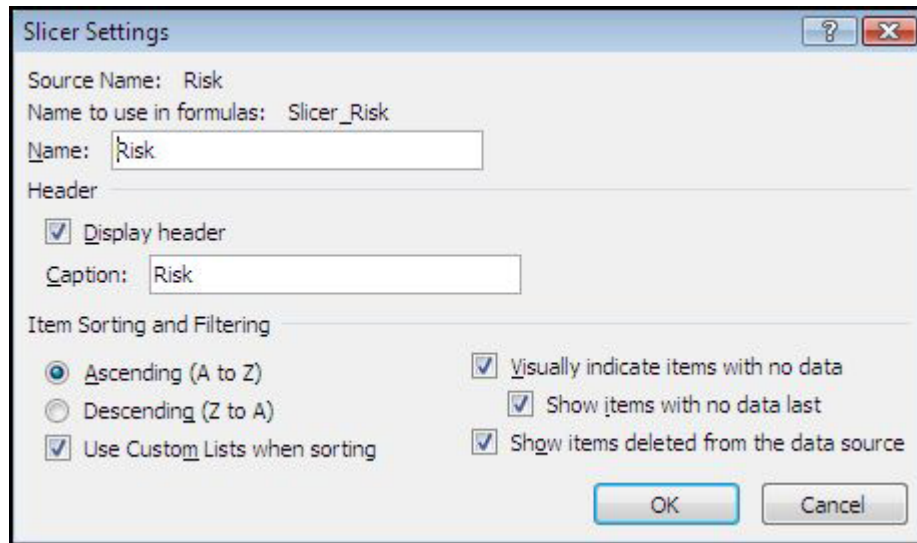 Slicer Settings
Source Name: Risk
Name to use in formulas: Slicer_Risk
Name: Risk
Header
Display header
Caption: Risk
Item Sorting and Filtering
Ascending (A to Z)
Descending (Z to A)
Use Custom Lists when sorting
Visually indicate items with no data
Show items with no data last
Show items deleted from the data source
OK
Cancel